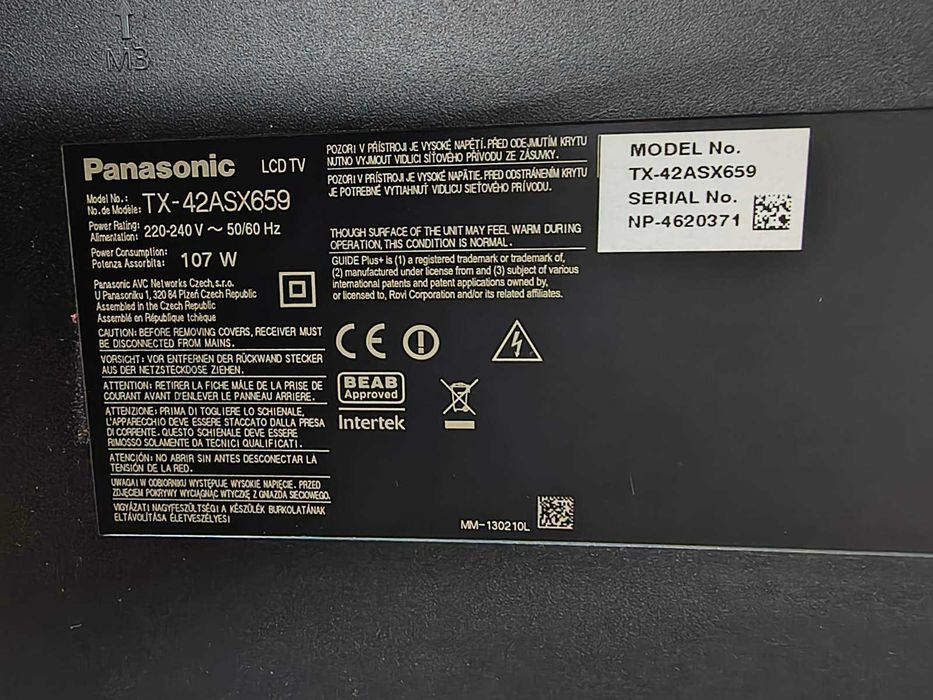 M3
Panasonic LCD TV
Model No.:
No. de Modèle: TX-42ASX659
Power Rating:
Alimentation: 220-240 V ~ 50/60 Hz
Power Consumption:
Potenza Assorbita: 107 W
Panasonic AVC Networks Czech, s.r.o.
U Panasoniku 1, 320 84 Plzeň Czech Republic
Assembled in the Czech Republic
Assemblé en République tchèque
CAUTION: BEFORE REMOVING COVERS, RECEIVER MUST
BE DISCONNECTED FROM MAINS.
VORSICHT: VOR ENTFERNEN DER RÜCKWAND STECKER
AUS DER NETZSTECKDOSE ZIEHEN.
ATTENTION: RETIRER LA FICHE MÂLE DE LA PRISE DE
COURANT AVANT D'ENLEVER LE PANNEAU ARRIERE.
ATTENZIONE: PRIMA DI TOGLIERE LO SCHIENALE,
L'APPARECCHIO DEVE ESSERE STACCATO DALLA PRESA
DI CORRENTE. QUESTO SCHIENALE DEVE ESSERE
RIMOSSO SOLAMENTE DA TECNICI QUALIFICATI.
ATENCIÓN: NO ABRIR SIN ANTES DESCONECTAR LA
TENSIÓN DE LA RED.
UWAGA! W ODBIORNIKU WYSTĘPUJE WYSOKIE NAPIĘCIE. PRZED
ZDJĘCIEM POKRYWY WYCIĄGNĄĆ WTYCZKĘ Z GNIAZDA SIECIOWEGO.
VIGYÁZAT! NAGYFESZÜLTSÉG! A KÉSZÜLÉK BURKOLATÁNAK
ELTÁVOLÍTÁSA ÉLETVESZÉLYES!
POZOR! V PŘÍSTROJI JE VYSOKÉ NAPĚTÍ. PŘED ODEJMUTÍM KRYTU
NUTNO VYJMOUT VIDLICI SÍŤOVÉHO PŘÍVODU ZE ZÁSUVKY.
POZOR! V PRÍSTROJI JE VYSOKÉ NAPÄTIE. PRED ODSTRÁNENÍM KRYTU
JE POTREBNÉ VYTIAHNUŤ VIDLICU SIEŤOVÉHO PRÍVODU.
THOUGH SURFACE OF THE UNIT MAY FEEL WARM DURING
OPERATION, THIS CONDITION IS NORMAL.
GUIDE Plus+ is (1) a registered trademark or trademark of,
(2) manufactured under license from and (3) subject of various
international patents and patent applications owned by,
or licensed to, Rovi Corporation and/or its related affiliates.
CE
BEAB
Approved
Intertek
MM-130210L
MODEL No.
TX-42ASX659
SERIAL No.
NP-4620371